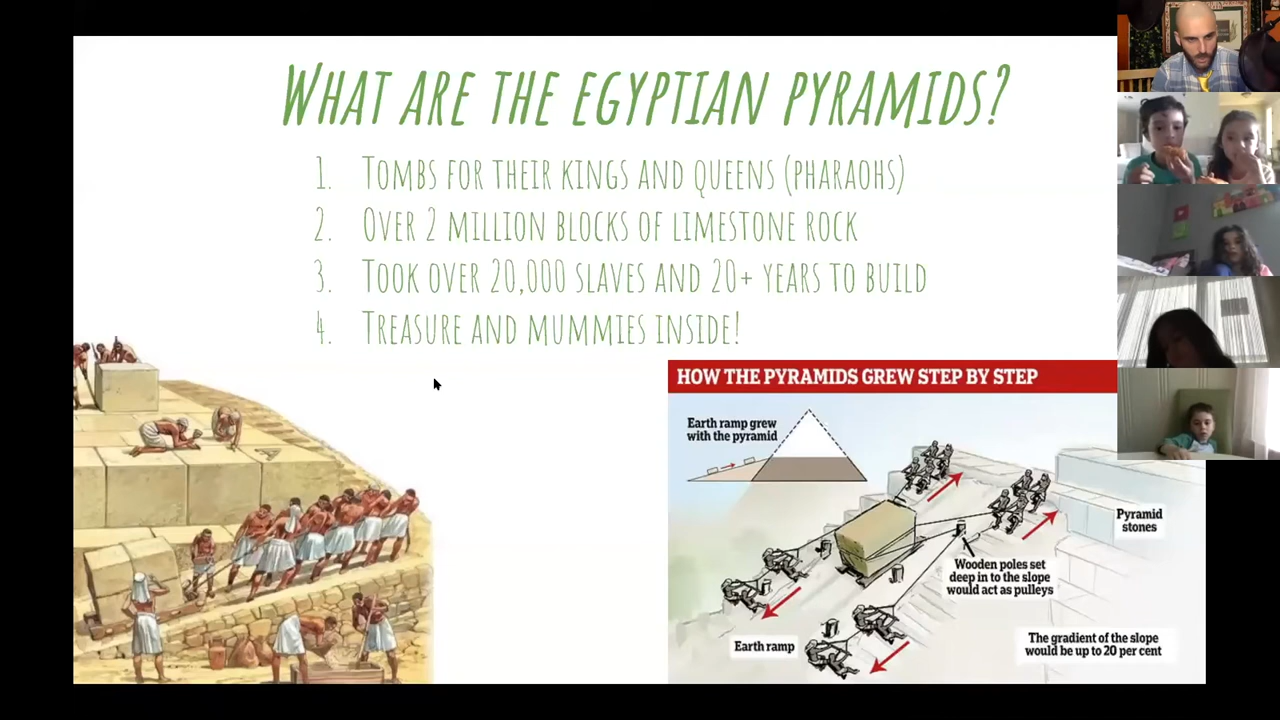 WHAT ARE THE EGYPTIAN PYRAMIDS?
1. TOMBS FOR THEIR KINGS AND QUEENS (PHARAOHS)
2. OVER 2 MILLION BLOCKS OF LIMESTONE ROCK
3. TOOK OVER 20,000 SLAVES AND 20+ YEARS TO BUILD
4. TREASURE AND MUMMIES INSIDE!
HOW THE PYRAMIDS GREW STEP BY STEP
Earth ramp grew
with the pyramid
Pyramid
stones
Wooden poles set
deep in to the slope
would act as pulleys
Earth ramp
The gradient of the slope
would be up to 20 per cent